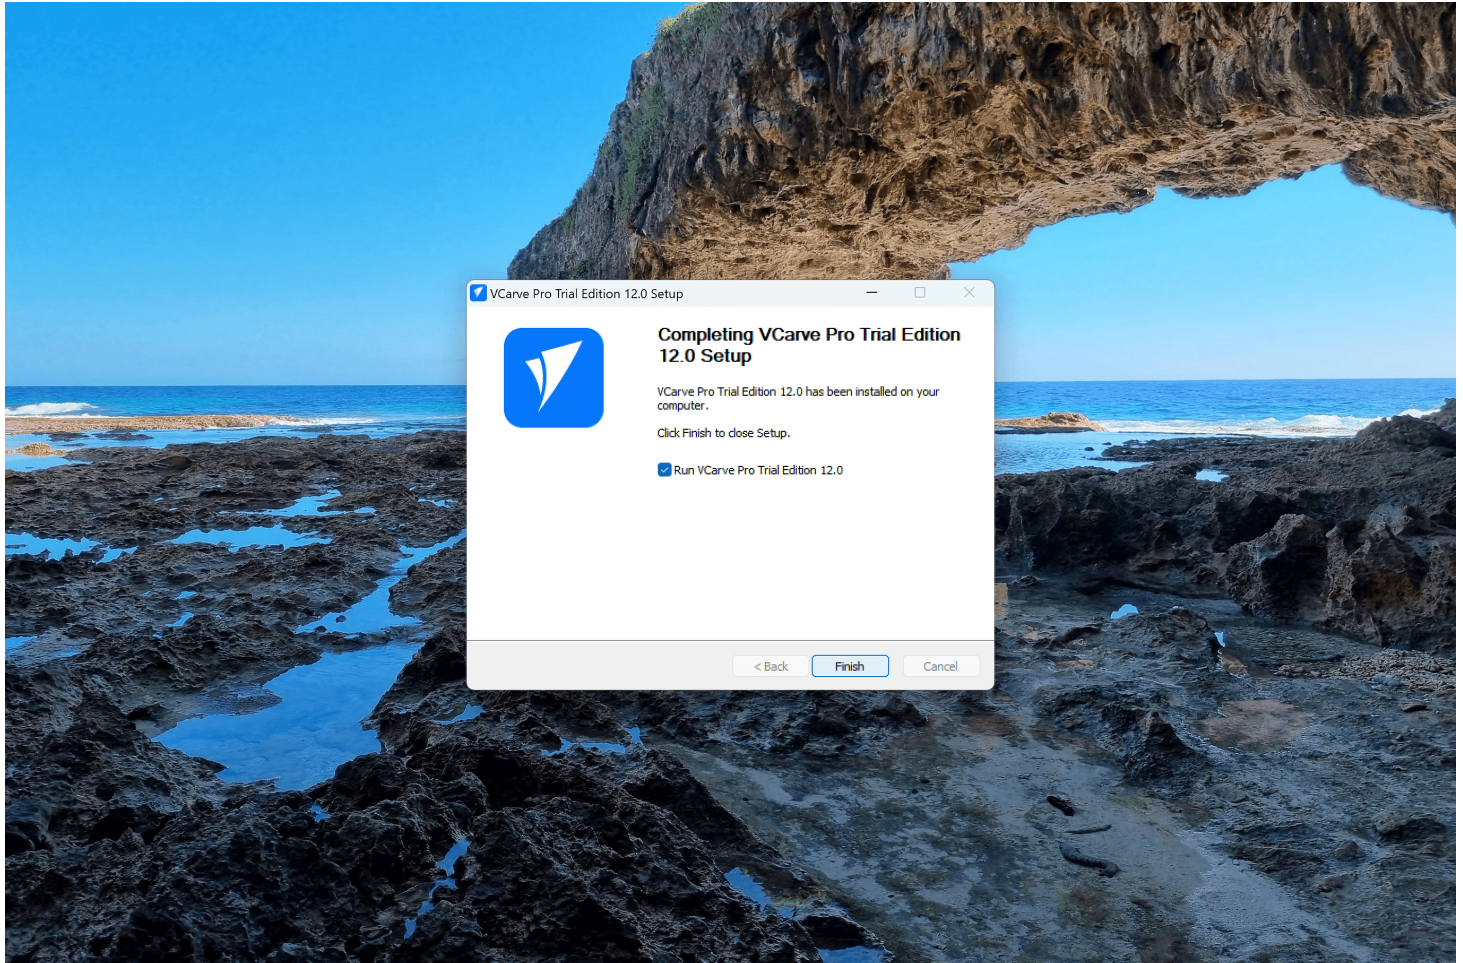 VCarve Pro Trial Edition 12.0 Setup
Completing VCarve Pro Trial Edition
12.0 Setup
VCarve Pro Trial Edition 12.0 has been installed on your
computer.
Click Finish to close Setup.
Run VCarve Pro Trial Edition 12.0
< Back
Finish
Cancel